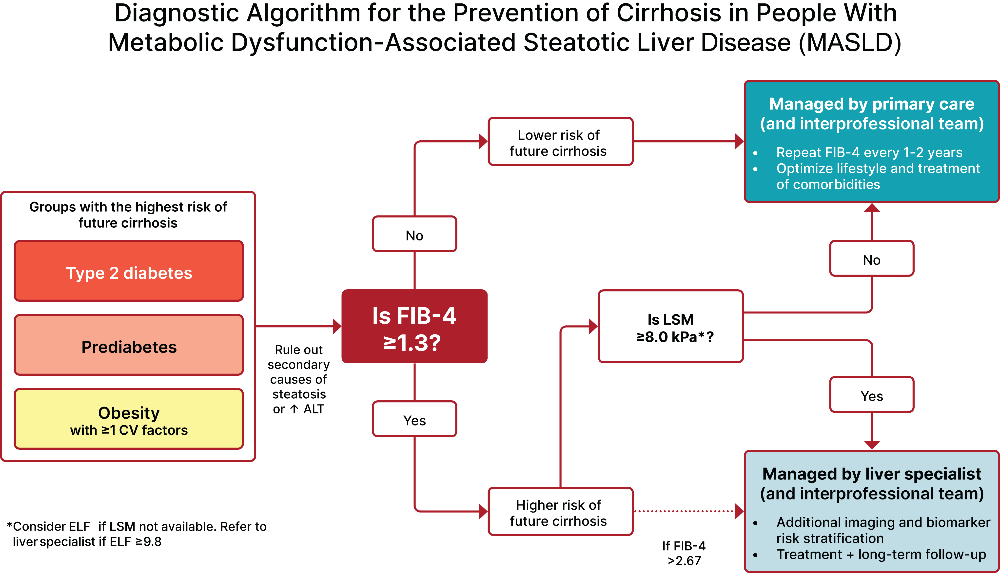 Diagnostic Algorithm for the Prevention of Cirrhosis in People With
Metabolic Dysfunction-Associated Steatotic Liver Disease (MASLD)
Groups with the highest risk of
future cirrhosis
Type 2 diabetes
Prediabetes
Obesity
with ≥1 CV factors
Rule out
secondary
causes of
steatosis
or ↑ ALT
Is FIB-4
≥1.3?
No
Lower risk of
future cirrhosis
Yes
Higher risk of
future cirrhosis
Is LSM
≥8.0 kPa*?
No
Managed by primary care
(and interprofessional team)
• Repeat FIB-4 every 1-2 years
• Optimize lifestyle and treatment
of comorbidities
Yes
If FIB-4
>2.67
Managed by liver specialist
(and interprofessional team)
• Additional imaging and biomarker
risk stratification
• Treatment + long-term follow-up
*Consider ELF if LSM not available. Refer to
liver specialist if ELF ≥9.8